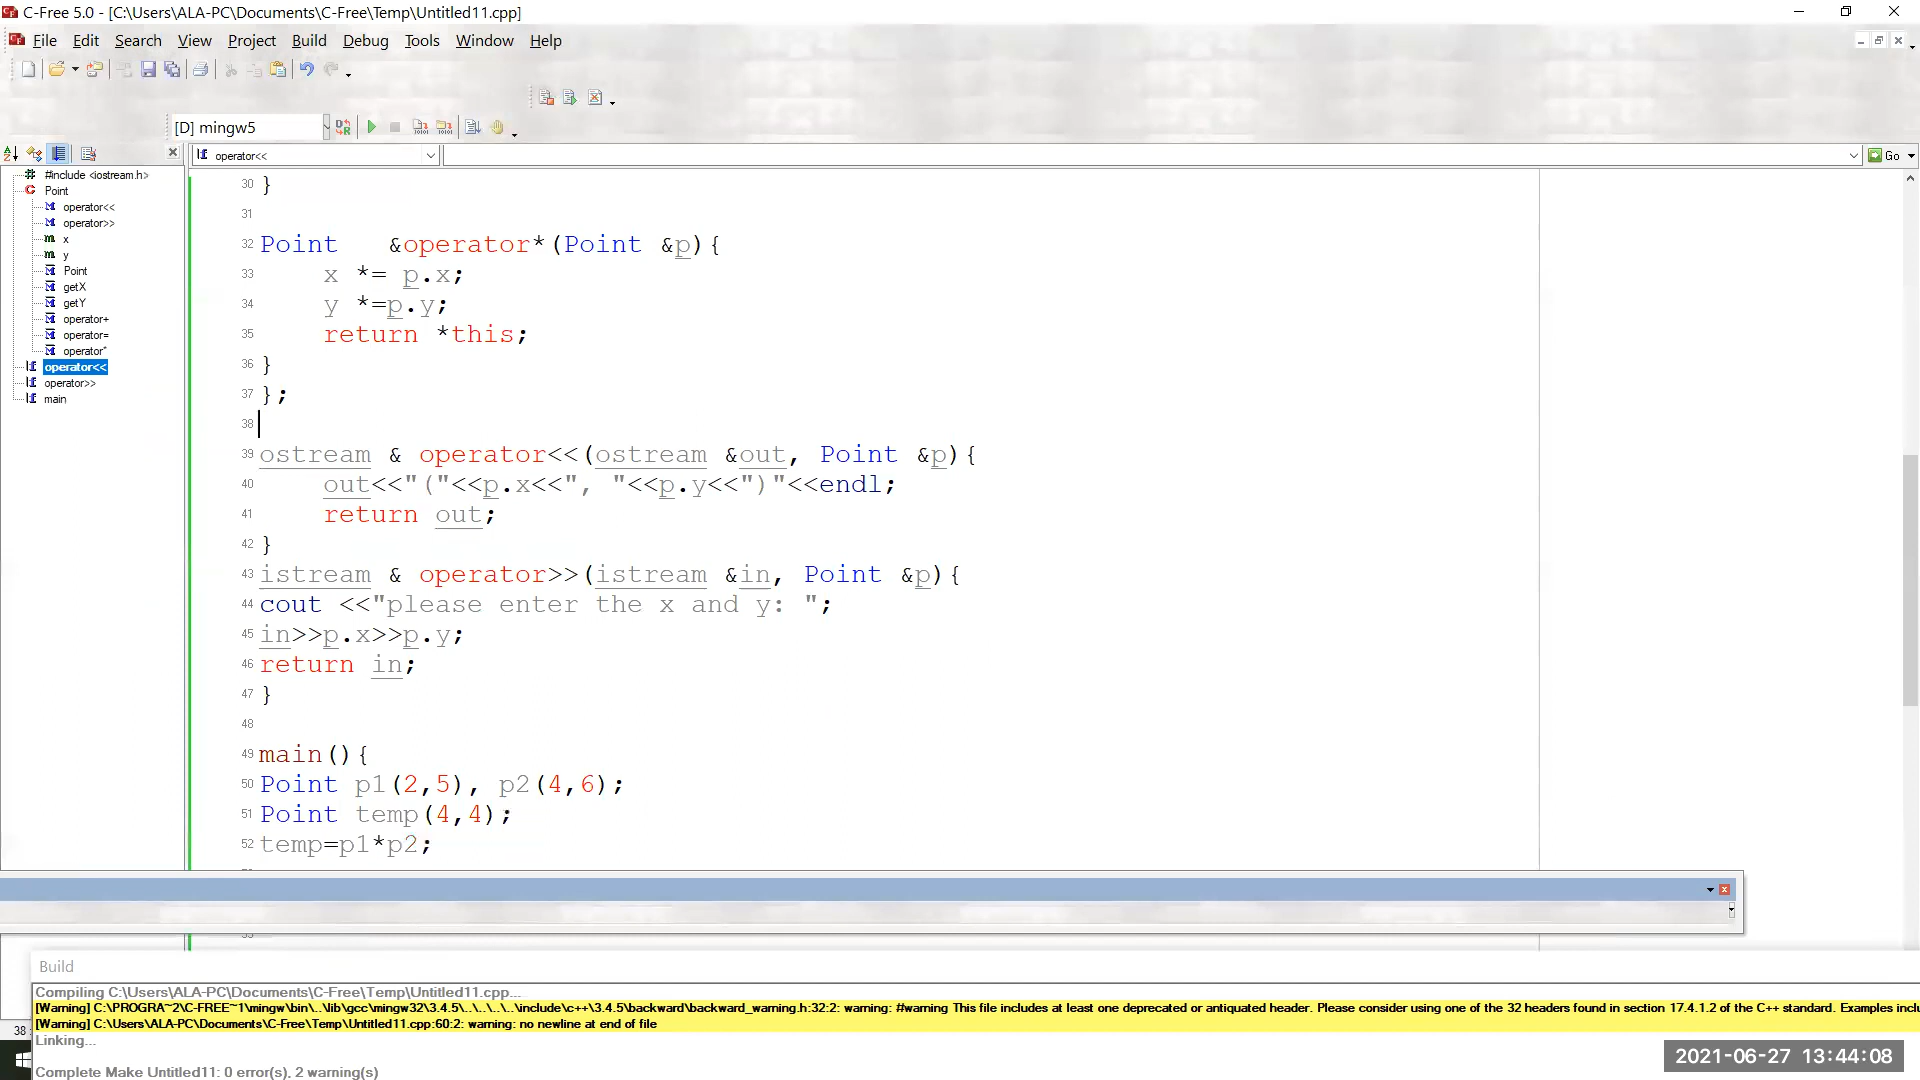 C-Free 5.0 - [C:\Users\ALA-PC\Documents\C-Free\Temp\Untitled11.cpp]
File Edit Search View Project Build Debug Tools Window Help
[D] mingw5
operator<<
Go
#include <iostream.h>
Point
operator<<
operator>>
x
y
Point
getX
getY
operator+
operator=
operator*
operator<<
operator>>
main
30 }
31
32 Point &operator*(Point &p){
33 x *= p.x;
34 y *=p.y;
35 return *this;
36 }
37 };
38
39 ostream & operator<<(ostream &out, Point &p){
40 out<<"("<<p.x<<", "<<p.y<<")"<<endl;
41 return out;
42 }
43 istream & operator>>(istream &in, Point &p){
44 cout <<"please enter the x and y: ";
45 in>>p.x>>p.y;
46 return in;
47 }
48
49 main(){
50 Point p1(2,5), p2(4,6);
51 Point temp(4,4);
52 temp=p1*p2;
Build
Compiling C:\Users\ALA-PC\Documents\C-Free\Temp\Untitled11.cpp...
[Warning] C:\PROGRA~2\C-FREE~1\mingw\bin\..\lib\gcc\mingw32\3.4.5\..\..\..\..\include\c++\3.4.5\backward\backward_warning.h:32:2: warning: #warning This file includes at least one deprecated or antiquated header. Please consider using one of the 32 headers found in section 17.4.1.2 of the C++ standard. Examples inclu
[Warning] C:\Users\ALA-PC\Documents\C-Free\Temp\Untitled11.cpp:60:2: warning: no newline at end of file
38
Linking...
2021-06-27 13:44:08
Complete Make Untitled11: 0 error(s), 2 warning(s)